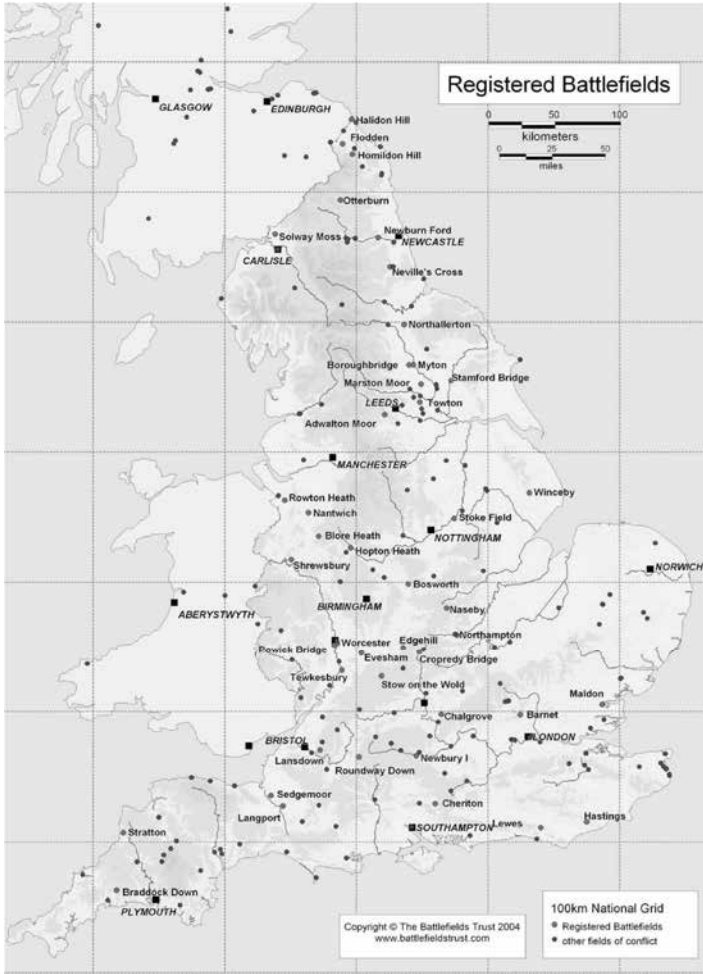 Registered Battlefields
0 50 100
kilometers
0 25 50
miles
GLASGOW
EDINBURGH
Halidon Hill
Flodden
Homildon Hill
Otterburn
Solway Moss
Newburn Ford
NEWCASTLE
CARLISLE
Neville's Cross
Northallerton
Boroughbridge
Myton
Marston Moor
Stamford Bridge
LEEDS
Towton
Adwalton Moor
MANCHESTER
Rowton Heath
Winceby
Nantwich
Stoke Field
Blore Heath
NOTTINGHAM
Hopton Heath
Shrewsbury
NORWICH
Bosworth
BIRMINGHAM
ABERYSTWYTH
Naseby
Worcester
Edgehill
Northampton
Powick Bridge
Evesham
Cropredy Bridge
Tewkesbury
Stow on the Wold
Maldon
Chalgrove
Barnet
BRISTOL
LONDON
Lansdown
Newbury I
Roundway Down
Sedgemoor
Cheriton
Langport
Hastings
SOUTHAMPTON
Lewes
Stratton
Braddock Down
PLYMOUTH
Copyright © The Battlefields Trust 2004
www.battlefieldstrust.com
100km National Grid
Registered Battlefields
other fields of conflict